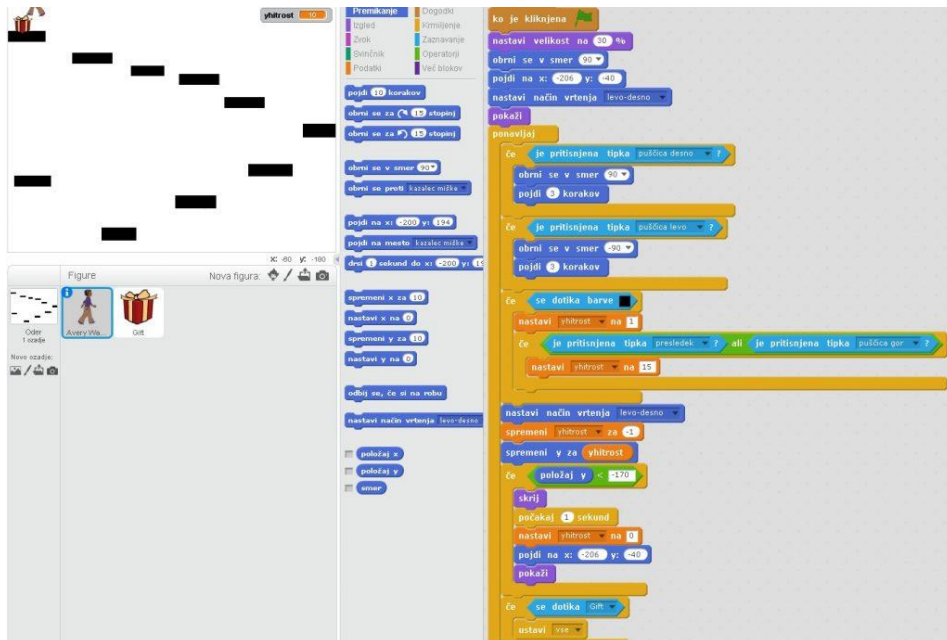 yhitrost 10
x: -60 y: -180
Figure
Nova figura:
Oder
1 ozadje
Avery Wa...
Gift
Novo ozadje:
Premikanje
Izgled
Zvok
Svinčnik
Podatki
Dogodki
Krmiljenje
Zaznavanje
Operatorji
Več blokov
pojdi 10 korakov
obrni se za 15 stopinj
obrni se za 15 stopinj
obrni se v smer 90
obrni se proti kazalec miške
pojdi na x: -200 y: 194
pojdi na mesto kazalec miške
drsi 1 sekund do x: -200 y: 19
spremeni x za 10
nastavi x na 0
spremeni y za 10
nastavi y na 0
odbij se, če si na robu
nastavi način vrtenja levo-desno
položaj x
položaj y
smer
ko je kliknjena
nastavi velikost na 30 %
obrni se v smer 90
pojdi na x: -206 y: -40
nastavi način vrtenja levo-desno
pokaži
ponavljaj
če je pritisnjena tipka puščica desno ?
obrni se v smer 90
pojdi 3 korakov
če je pritisnjena tipka puščica levo ?
obrni se v smer -90
pojdi 3 korakov
če se dotika barve
nastavi yhitrost na 1
če je pritisnjena tipka presledek ? ali je pritisnjena tipka puščica gor ?
nastavi yhitrost na 15
nastavi način vrtenja levo-desno
spremeni yhitrost za -1
spremeni y za yhitrost
če položaj y < -170
skrij
počakaj 1 sekund
nastavi yhitrost na 0
pojdi na x: -206 y: -40
pokaži
če se dotika Gift
ustavi vse